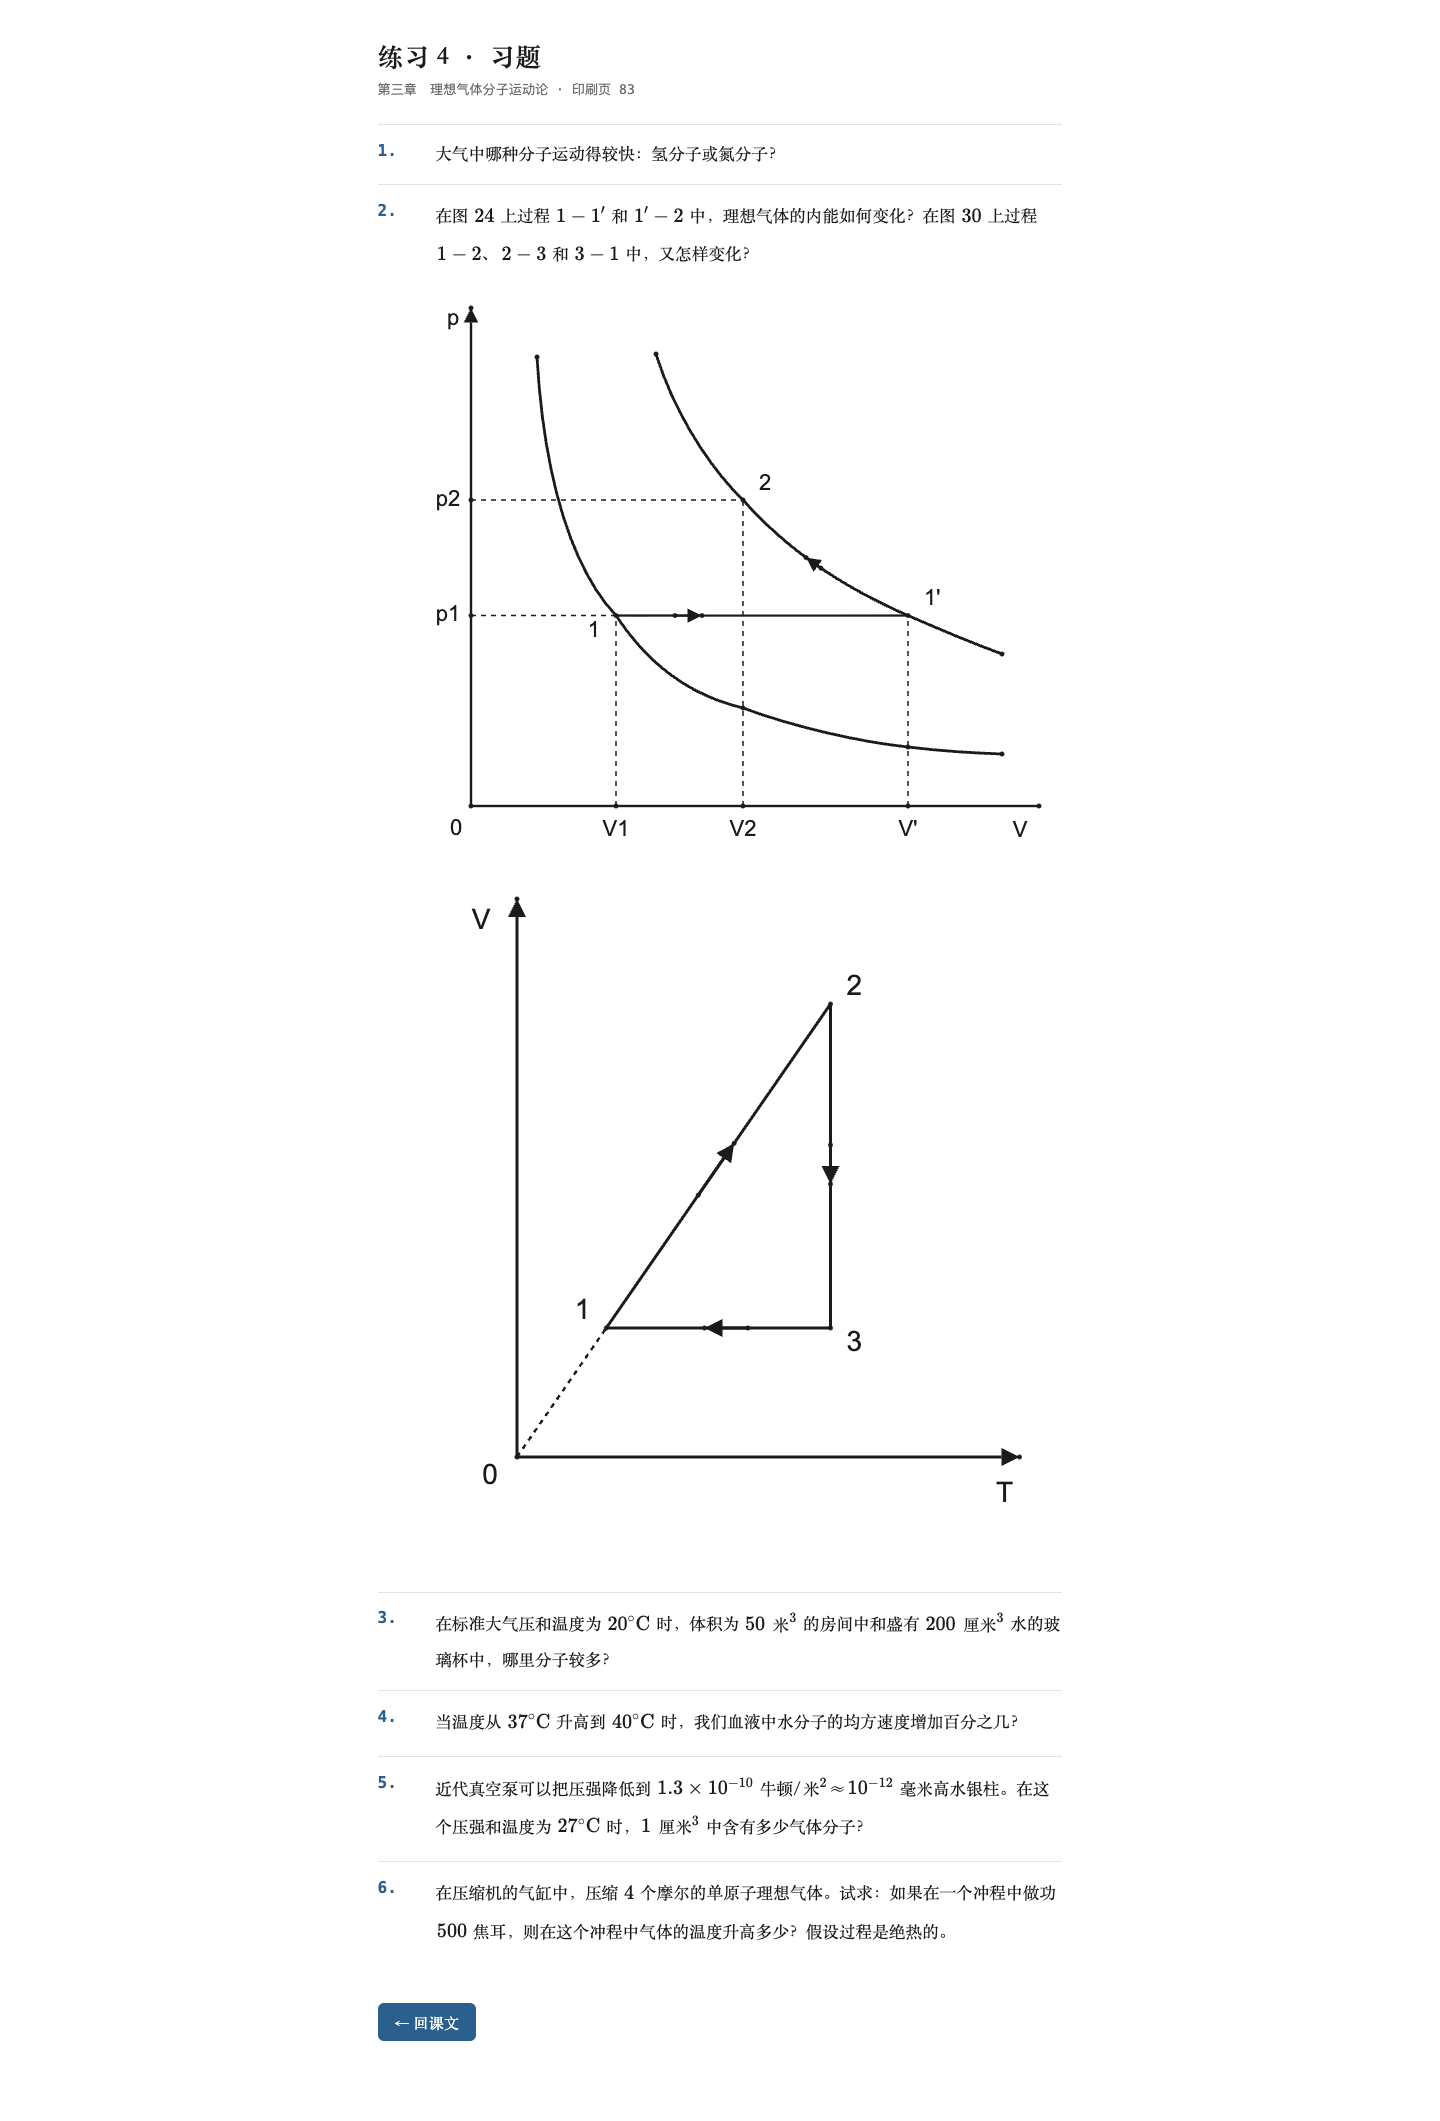 练习 4 · 习题
第三章 理想气体分子运动论 · 印刷页 83
1. 大气中哪种分子运动得较快：氢分子或氮分子？
2. 在图 24 上过程 1 − 1′ 和 1′ − 2 中，理想气体的内能如何变化？在图 30 上过程
1 − 2、2 − 3 和 3 − 1 中，又怎样变化？
p
2
p2
1'
p1
1
0 V1 V2 V' V
V
2
1
3
0
T
3. 在标准大气压和温度为 20°C 时，体积为 50 米³ 的房间中和盛有 200 厘米³ 水的玻
璃杯中，哪里分子较多？
4. 当温度从 37°C 升高到 40°C 时，我们血液中水分子的均方速度增加百分之几？
5. 近代真空泵可以把压强降低到 1.3 × 10⁻¹⁰ 牛顿/米² ≈ 10⁻¹² 毫米高水银柱。在这
个压强和温度为 27°C 时，1 厘米³ 中含有多少气体分子？
6. 在压缩机的气缸中，压缩 4 个摩尔的单原子理想气体。试求：如果在一个冲程中做功
500 焦耳，则在这个冲程中气体的温度升高多少？假设过程是绝热的。
← 回课文